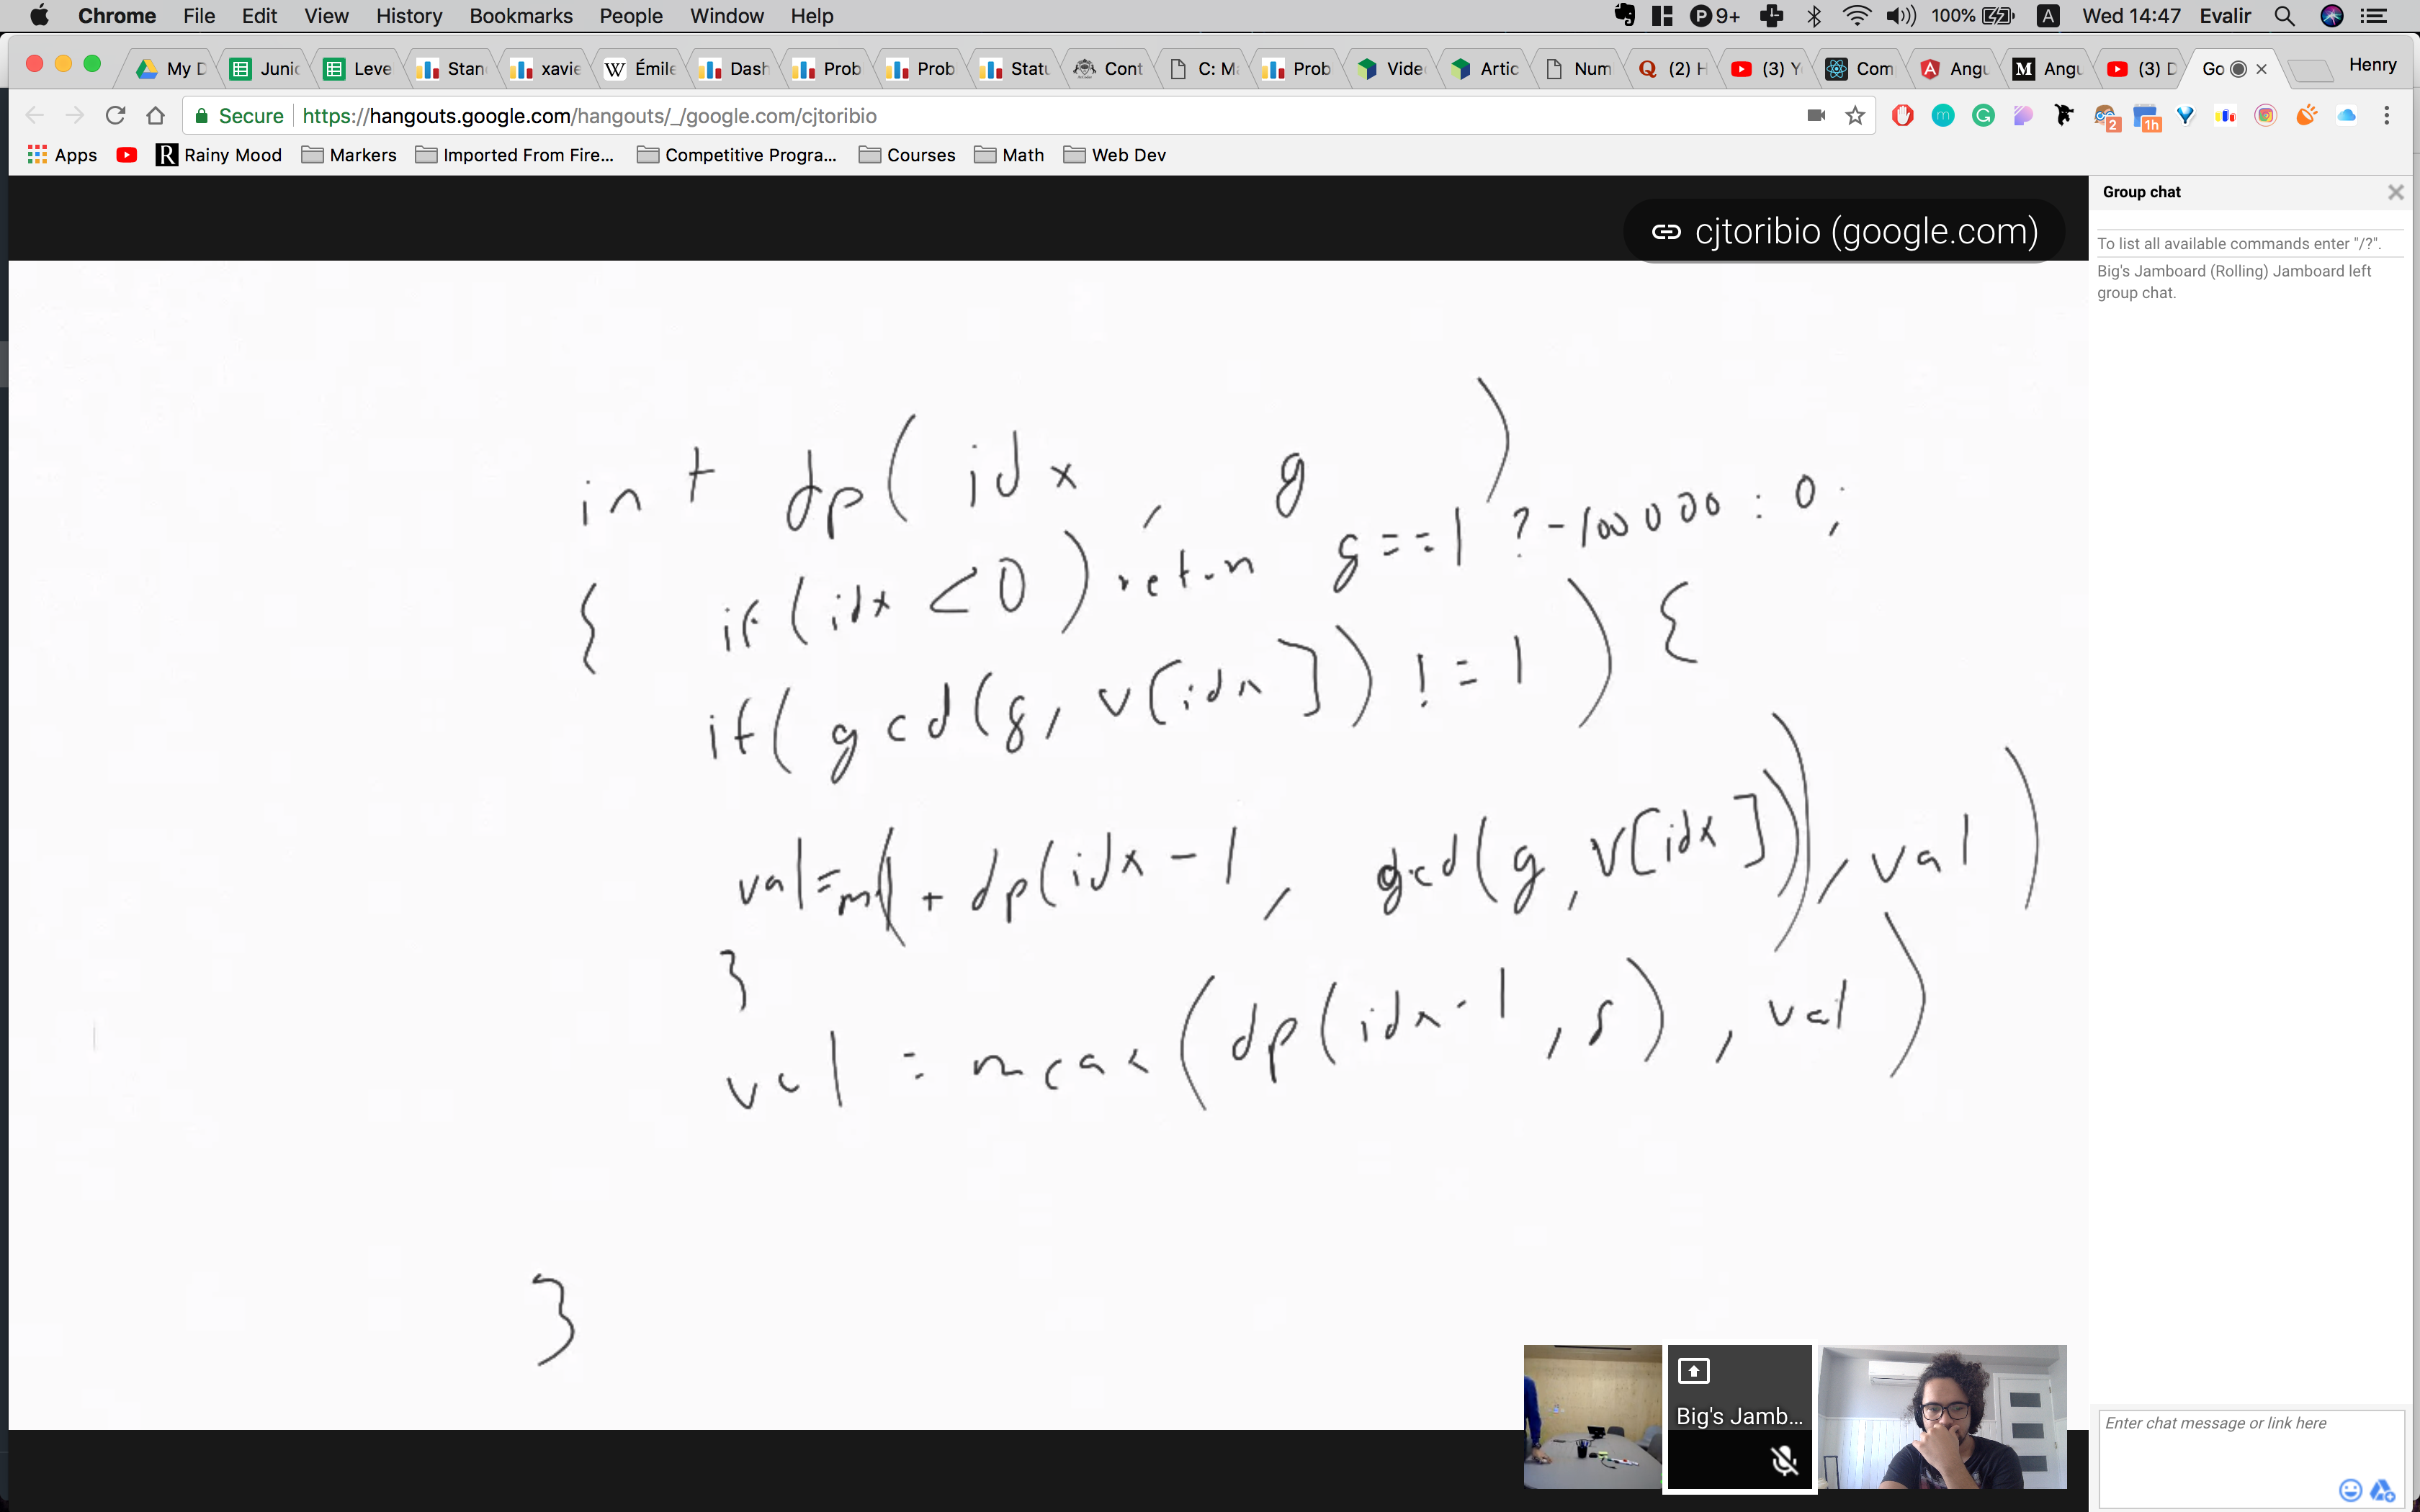 Chrome File Edit View History Bookmarks People Window Help 9+ 100% A Wed 14:47 Evalir
My D Junio Leve Stan xavie Émile Dash Prob Prob Statu Cont C: Ma Prob Vide Artic Num (2) H (3) Y Com Angu Angu (3) D Go Henry
Secure https://hangouts.google.com/hangouts/_/google.com/cjtoribio 2 1h
Apps Rainy Mood Markers Imported From Fire... Competitive Progra... Courses Math Web Dev
cjtoribio (google.com)
Group chat
To list all available commands enter "/?".
Big's Jamboard (Rolling) Jamboard left
group chat.
int dp( idx , g )
{ if(idx <0) return g==1 ? -100000 : 0;
if( gcd(g, v[idx]) != 1 ) {
val= + dp(idx-1, gcd(g, v[idx])), val)
}
val = max(dp(idx-1, g), val)
}
Big's Jamb...
Enter chat message or link here